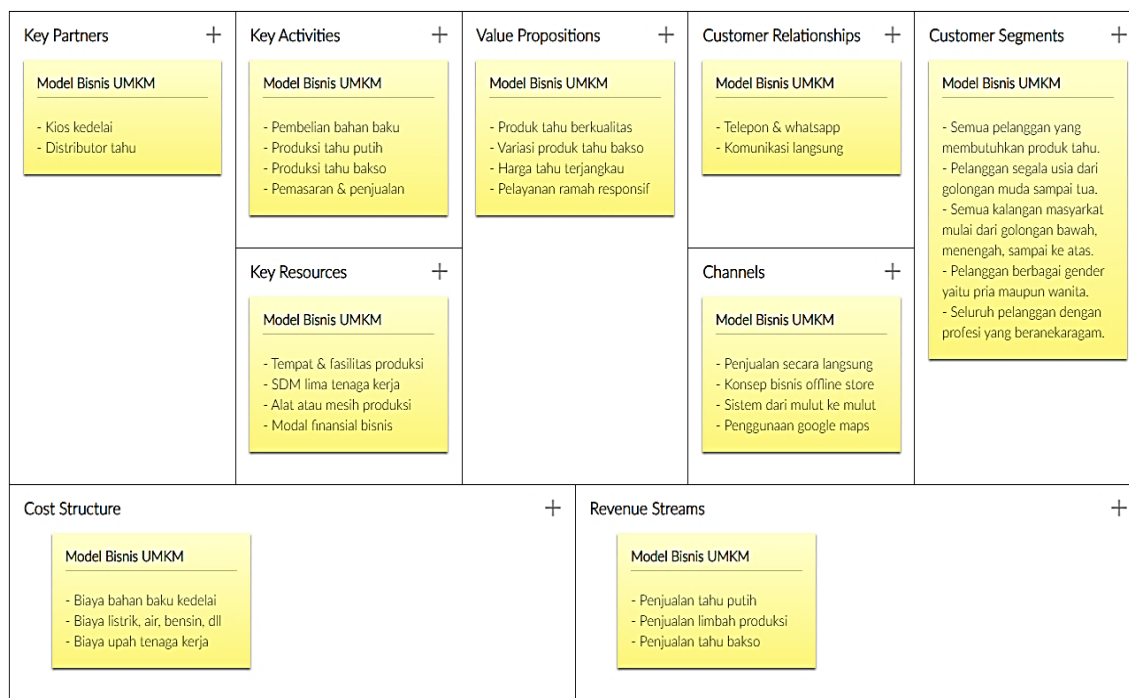 Key Partners +
Model Bisnis UMKM
- Kios kedelai
- Distributor tahu
Key Activities +
Model Bisnis UMKM
- Pembelian bahan baku
- Produksi tahu putih
- Produksi tahu bakso
- Pemasaran & penjualan
Key Resources +
Model Bisnis UMKM
- Tempat & fasilitas produksi
- SDM lima tenaga kerja
- Alat atau mesih produksi
- Modal finansial bisnis
Value Propositions +
Model Bisnis UMKM
- Produk tahu berkualitas
- Variasi produk tahu bakso
- Harga tahu terjangkau
- Pelayanan ramah responsif
Customer Relationships +
Model Bisnis UMKM
- Telepon & whatsapp
- Komunikasi langsung
Channels +
Model Bisnis UMKM
- Penjualan secara langsung
- Konsep bisnis offline store
- Sistem dari mulut ke mulut
- Penggunaan google maps
Customer Segments +
Model Bisnis UMKM
- Semua pelanggan yang
membutuhkan produk tahu.
- Pelanggan segala usia dari
golongan muda sampai tua.
- Semua kalangan masyarkat
mulai dari golongan bawah,
menengah, sampai ke atas.
- Pelanggan berbagai gender
yaitu pria maupun wanita.
- Seluruh pelanggan dengan
profesi yang beranekaragam.
Cost Structure +
Model Bisnis UMKM
- Biaya bahan baku kedelai
- Biaya listrik, air, bensin, dll
- Biaya upah tenaga kerja
Revenue Streams +
Model Bisnis UMKM
- Penjualan tahu putih
- Penjualan limbah produksi
- Penjualan tahu bakso